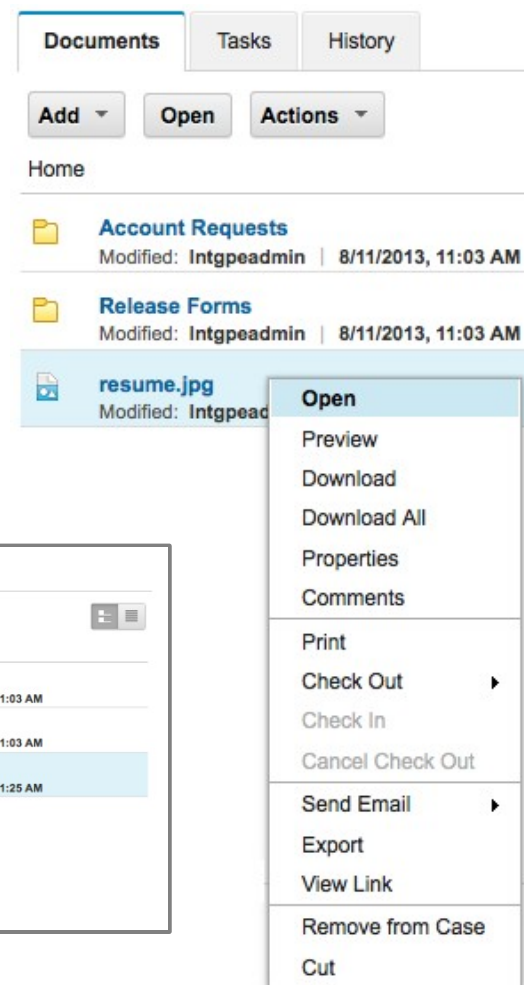 Documents Tasks History
Add Open Actions
Home
Account Requests
Modified: Intgpeadmin | 8/11/2013, 11:03 AM
Release Forms
Modified: Intgpeadmin | 8/11/2013, 11:03 AM
resume.jpg
Modified: Intgpead
Open
Preview
Download
Download All
Properties
Comments
Print
Check Out
Check In
Cancel Check Out
Send Email
Export
View Link
Remove from Case
Cut
1:03 AM
1:03 AM
1:25 AM